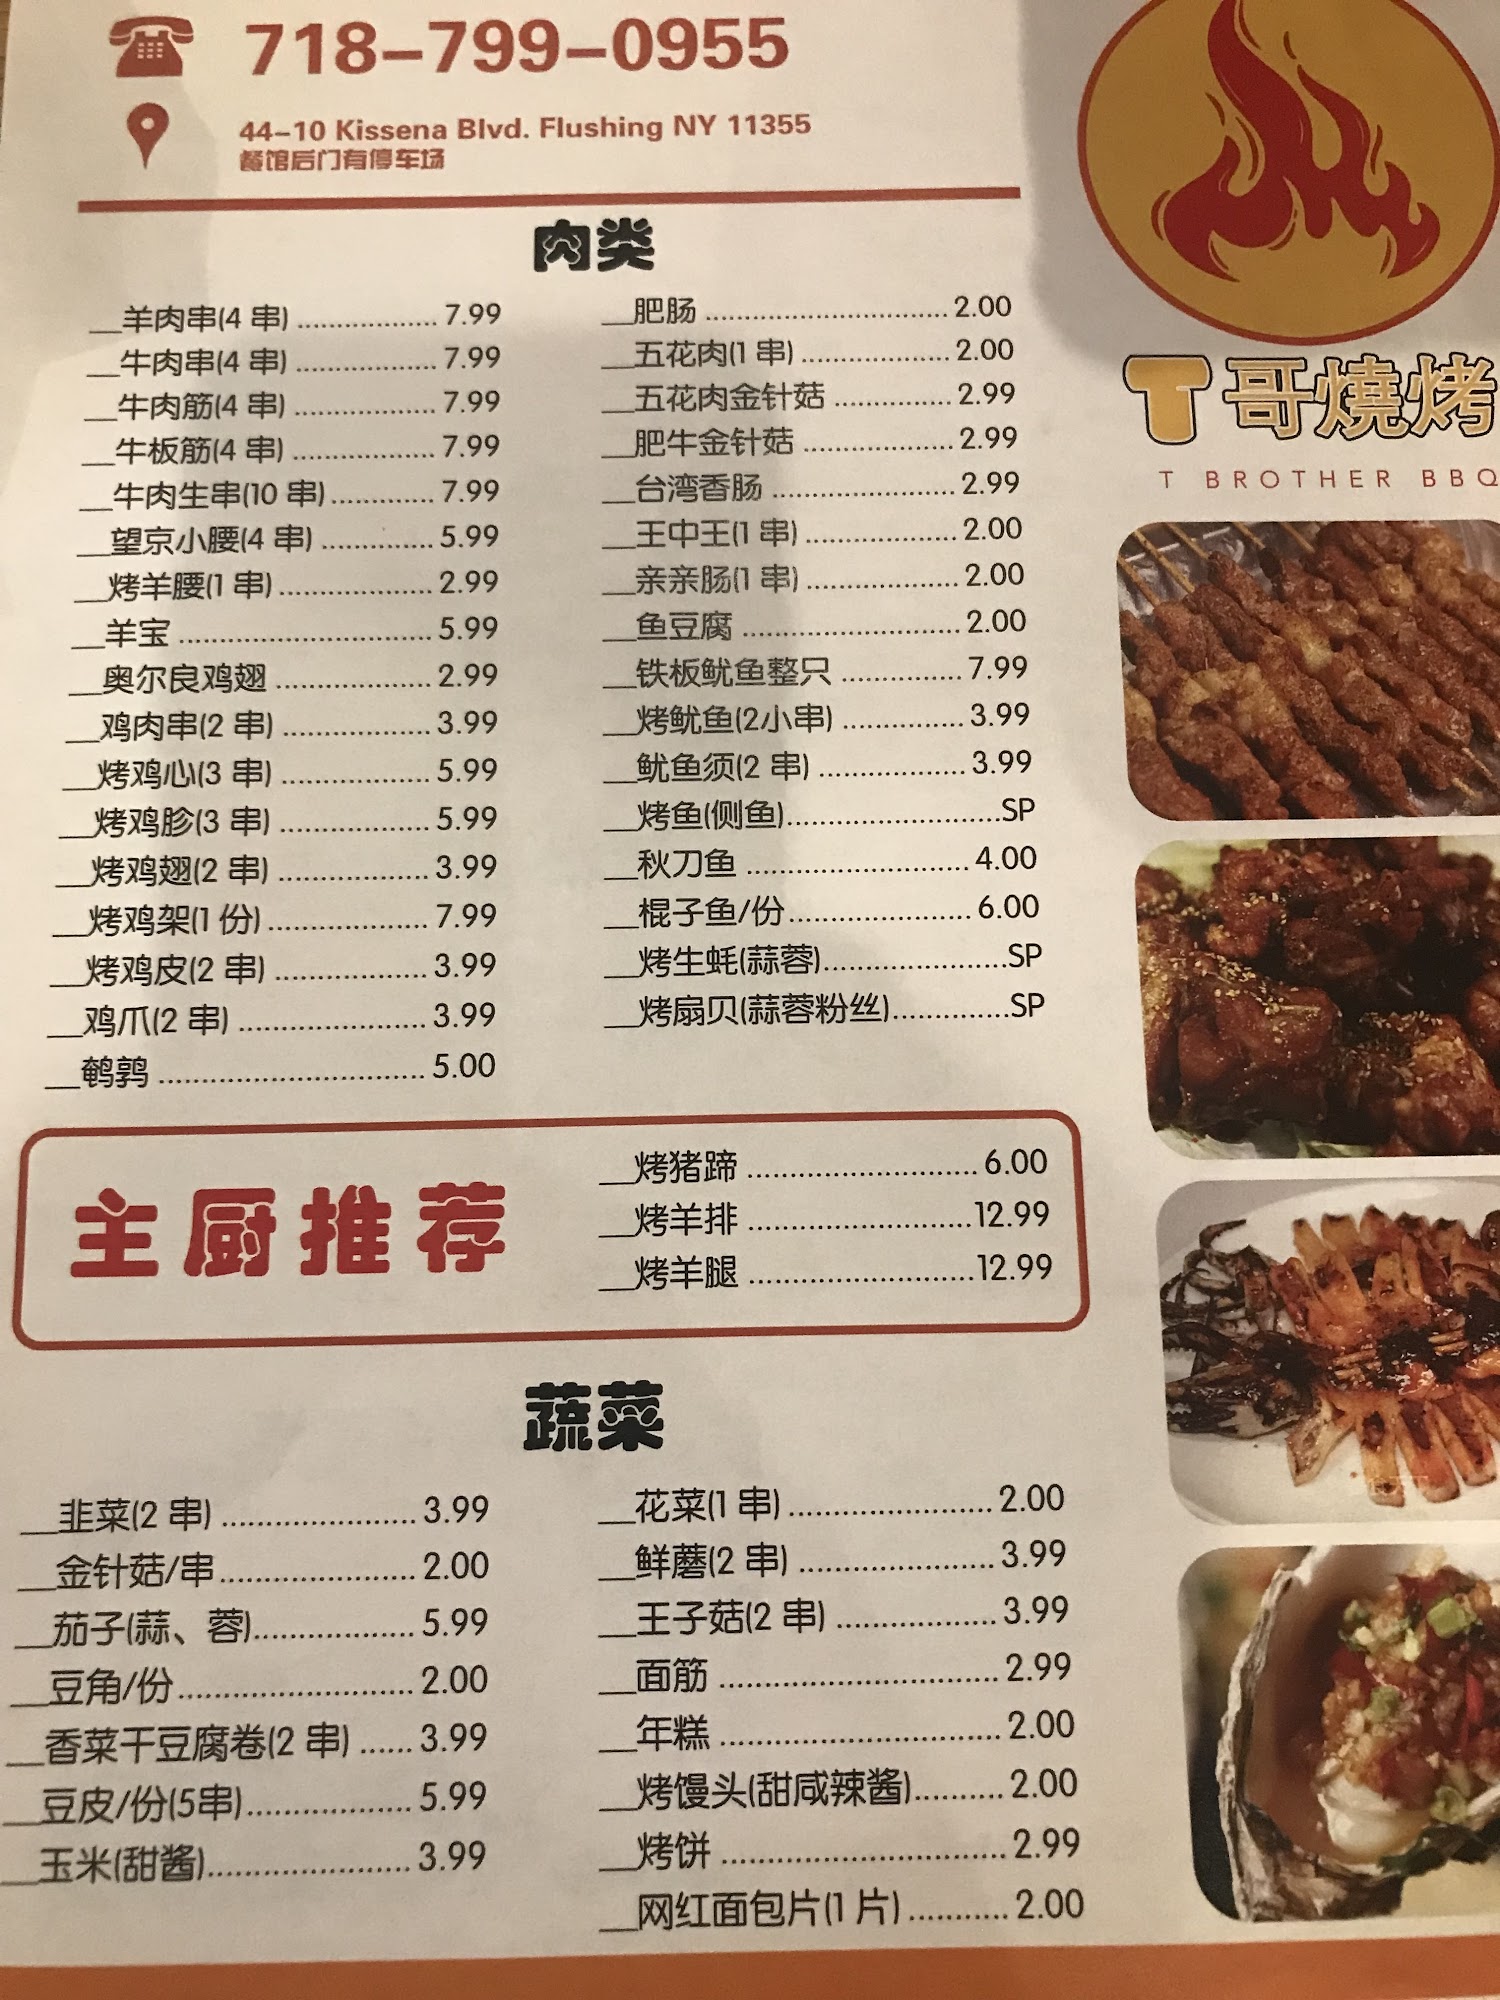 718-799-0955
44-10 Kissena Blvd. Flushing NY 11355
餐馆后门有停车场
T哥燒烤
T BROTHER BBQ
肉类
__羊肉串(4 串) .................. 7.99
__牛肉串(4 串) .................. 7.99
__牛肉筋(4 串) .................. 7.99
__牛板筋(4 串) .................. 7.99
__牛肉生串(10 串)............. 7.99
__望京小腰(4 串) .............. 5.99
__烤羊腰(1 串) ................... 2.99
__羊宝 ................................ 5.99
__奥尔良鸡翅 .................... 2.99
__鸡肉串(2 串) .................. 3.99
__烤鸡心(3 串) .................. 5.99
__烤鸡胗(3 串) .................. 5.99
__烤鸡翅(2 串) .................. 3.99
__烤鸡架(1 份) ................... 7.99
__烤鸡皮(2 串) .................. 3.99
__鸡爪(2 串) ...................... 3.99
__鹌鹑 ................................ 5.00
__肥肠 ................................ 2.00
__五花肉(1 串) ................... 2.00
__五花肉金针菇 ................ 2.99
__肥牛金针菇 .................... 2.99
__台湾香肠 ........................ 2.99
__王中王(1 串) ................... 2.00
__亲亲肠(1 串) ................... 2.00
__鱼豆腐 ............................ 2.00
__铁板鱿鱼整只 ................ 7.99
__烤鱿鱼(2小串) ............... 3.99
__鱿鱼须(2 串) .................. 3.99
__烤鱼(侧鱼)..........................SP
__秋刀鱼 ............................ 4.00
__棍子鱼/份...................... 6.00
__烤生蚝(蒜蓉)......................SP
__烤扇贝(蒜蓉粉丝)..............SP
主厨推荐
__烤猪蹄 ............................ 6.00
__烤羊排 ...........................12.99
__烤羊腿 ...........................12.99
蔬菜
__韭菜(2 串) ...................... 3.99
__金针菇/串...................... 2.00
__茄子(蒜、蓉).................. 5.99
__豆角/份.......................... 2.00
__香菜干豆腐卷(2 串) ...... 3.99
__豆皮/份(5串).................. 5.99
__玉米(甜酱)...................... 3.99
__花菜(1 串) ....................... 2.00
__鲜蘑(2 串) ...................... 3.99
__王子菇(2 串) .................. 3.99
__面筋 ................................ 2.99
__年糕 ................................ 2.00
__烤馒头(甜咸辣酱).......... 2.00
__烤饼 ................................ 2.99
__网红面包片(1 片) ........... 2.00